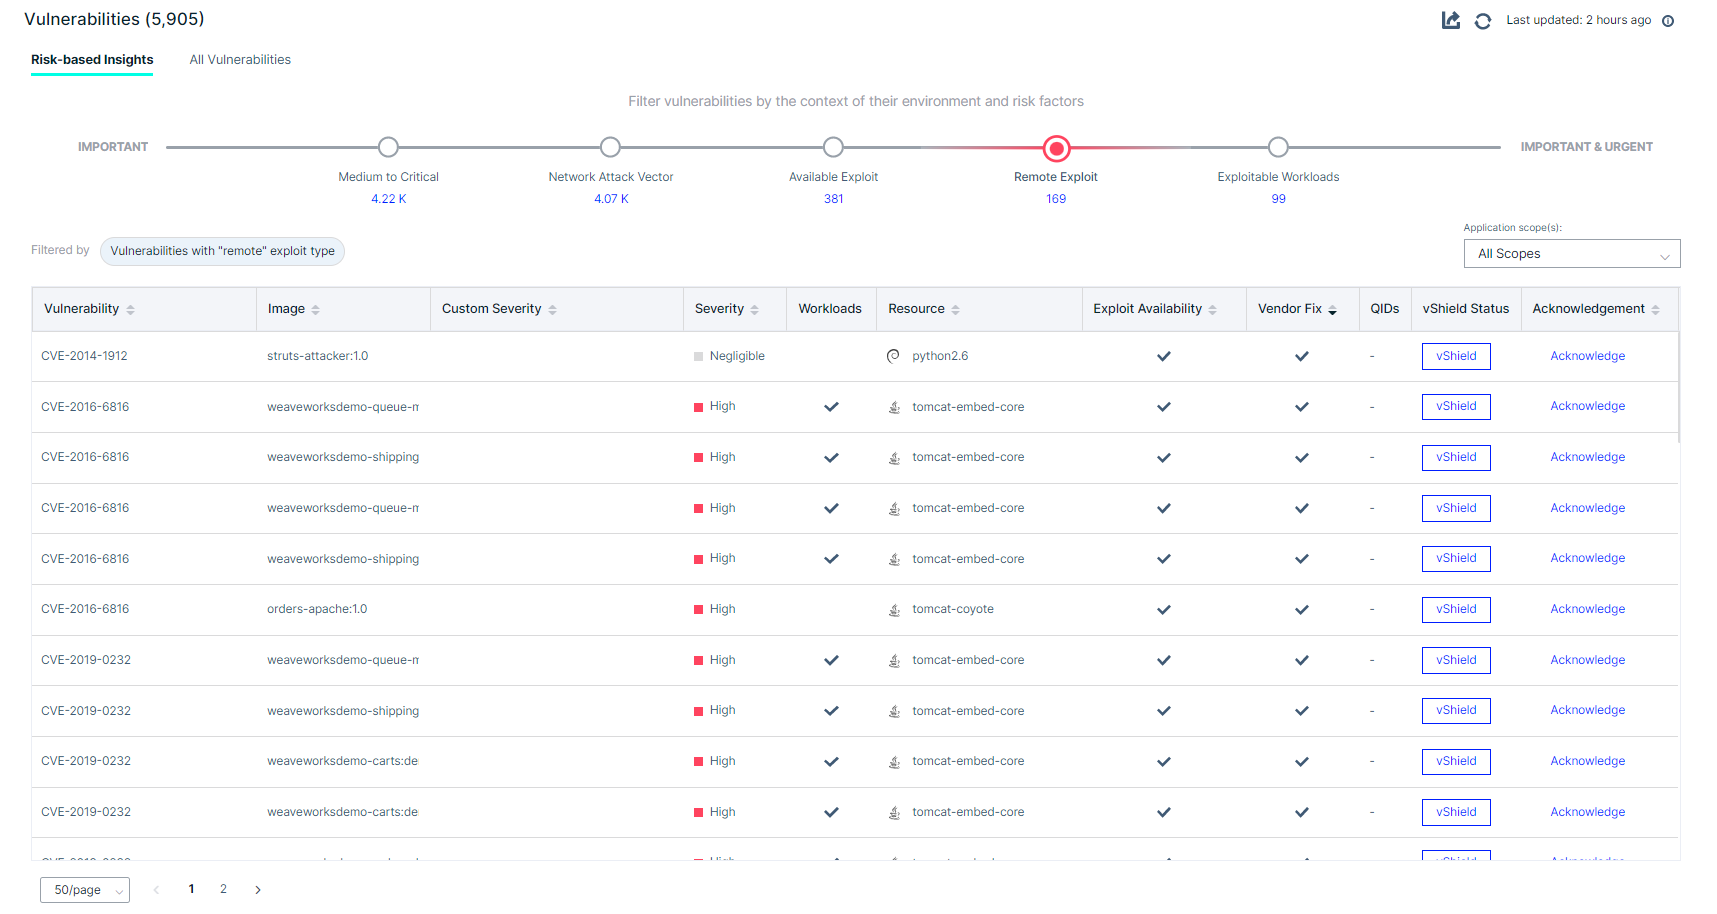 Vulnerabilities (5,905)
Last updated: 2 hours ago
Risk-based Insights
All Vulnerabilities
Filter vulnerabilities by the context of their environment and risk factors
IMPORTANT
IMPORTANT & URGENT
Medium to Critical
Network Attack Vector
Available Exploit
Remote Exploit
Exploitable Workloads
4.22 K
4.07 K
381
169
99
Application scope(s):
Filtered by
Vulnerabilities with "remote" exploit type
All Scopes
Vulnerability Image Custom Severity Severity Workloads Resource Exploit Availability Vendor Fix QIDs vShield Status Acknowledgement
CVE-2014-1912 struts-attacker:1.0 Negligible python2.6 - vShield Acknowledge
CVE-2016-6816 weaveworksdemo-queue-m High tomcat-embed-core - vShield Acknowledge
CVE-2016-6816 weaveworksdemo-shipping High tomcat-embed-core - vShield Acknowledge
CVE-2016-6816 weaveworksdemo-queue-m High tomcat-embed-core - vShield Acknowledge
CVE-2016-6816 weaveworksdemo-shipping High tomcat-embed-core - vShield Acknowledge
CVE-2016-6816 orders-apache:1.0 High tomcat-coyote - vShield Acknowledge
CVE-2019-0232 weaveworksdemo-queue-m High tomcat-embed-core - vShield Acknowledge
CVE-2019-0232 weaveworksdemo-shipping High tomcat-embed-core - vShield Acknowledge
CVE-2019-0232 weaveworksdemo-carts:de High tomcat-embed-core - vShield Acknowledge
CVE-2019-0232 weaveworksdemo-carts:de High tomcat-embed-core - vShield Acknowledge
50/page 1 2